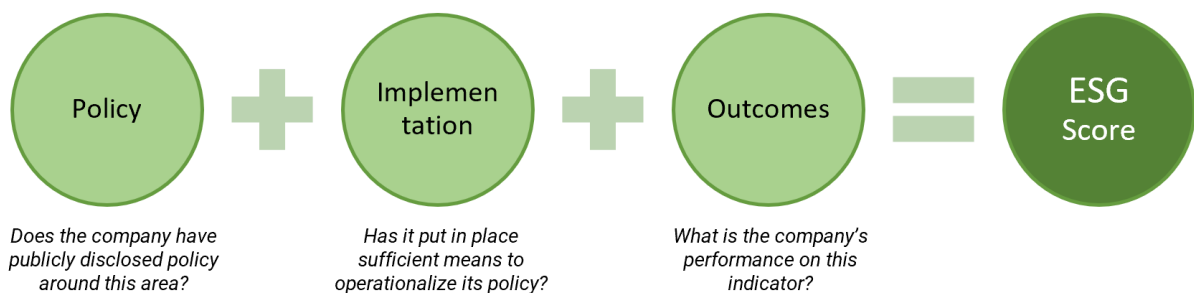 Policy
Implemen
tation
Outcomes
ESG
Score
Does the company have
publicly disclosed policy
around this area?
Has it put in place
sufficient means to
operationalize its policy?
What is the company’s
performance on this
indicator?